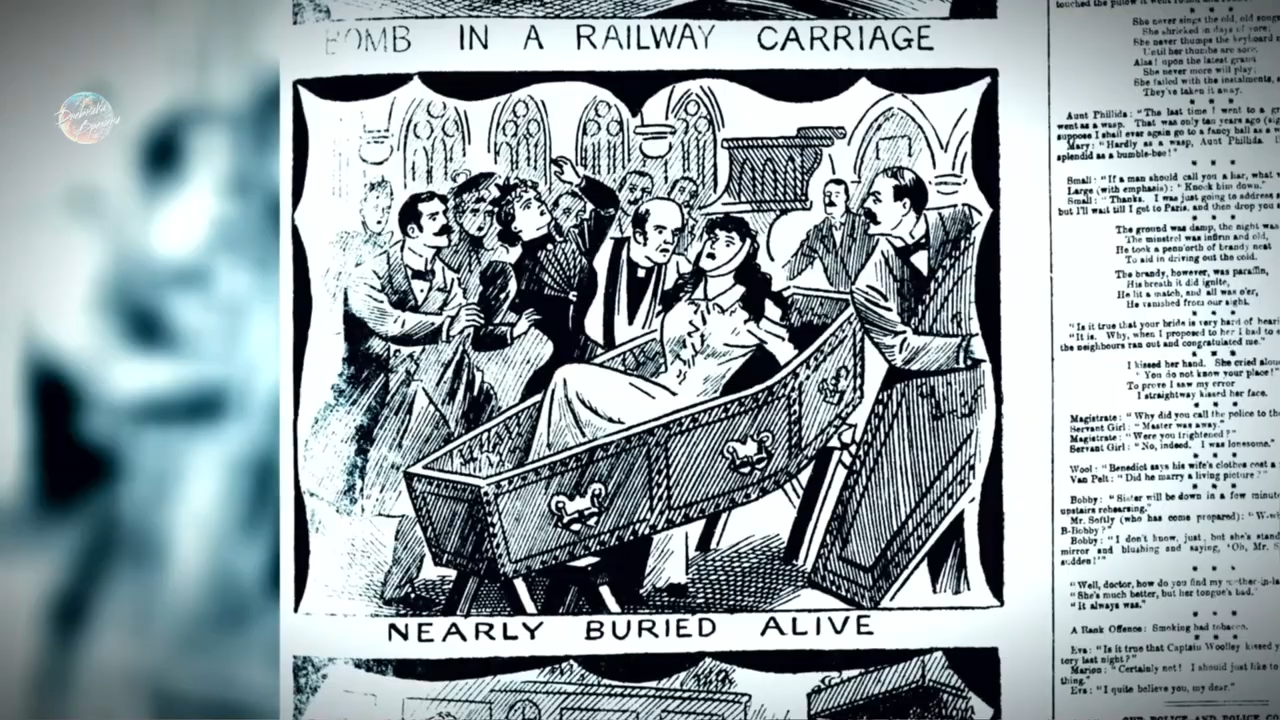 BOMB IN A RAILWAY CARRIAGE
NEARLY BURIED ALIVE
touched the pillow it went
She never sings the old, old songs
She shrieked in days of yore;
She never thumps the keyboard
Until her thumbs are sore.
Alas! upon the latest grand
She never more will play;
She failed with the instalments,
They've taken it away.
Aunt Phillida: "The last time I went to a
went as a wasp. That was only ten years ago
suppose I shall ever again go to a fancy ball as a
Mary: "Hardly as a wasp, Aunt Phillida.
splendid as a bumble-bee!"
Small: "If a man should call you a liar, what
Large (with emphasis): "Knock him down."
Small: "Thanks. I was just going to address
but I'll wait till I get to Paris, and then drop you
The ground was damp, the night was
The minstrel was infirm and old,
He took a penn'orth of brandy neat
To aid in driving out the cold.
The brandy, however, was paraffin,
His breath it did ignite,
He lit a match, and all was o'er,
He vanished from our sight.
"Is it true that your bride is very hard of
"It is. Why, when I proposed to her I had to
the neighbours ran out and congratulated me."
I kissed her hand. She cried
'You do not know your place!'
To prove I saw my error
I straightway kissed her face.
Magistrate: "Why did you call the police to the
Servant Girl: "Master was away."
Magistrate: "Were you frightened?"
Servant Girl: "No, indeed. I was lonesome."
Wool: "Benedict says his wife's clothes cost a
Van Pelt: "Did he marry a living picture?"
Bobby: "Sister will be down in a few
upstairs rehearsing."
Mr. Softly (who has come prepared):
B-Bobby?"
Bobby: "I don't know, just, but she's
mirror and blushing and saying, 'Oh, Mr.
sudden!'"
"Well, doctor, how do you find my
"She's much better, but her tongue's bad."
"It always was."
A Rank Offence: Smoking bad tobacco.
Eva: "Is it true that Captain Woolley kissed
tory last night?"
Marion: "Certainly not! I should just like to
thing."
Eva: "I quite believe you, my dear."